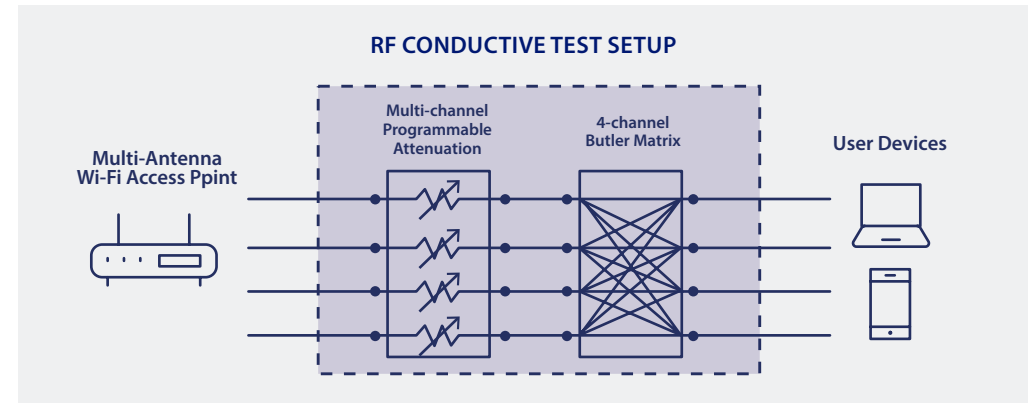 RF CONDUCTIVE TEST SETUP
Multi-channel
Programmable
Attenuation
4-channel
Butler Matrix
Multi-Antenna
Wi-Fi Access Ppint
User Devices